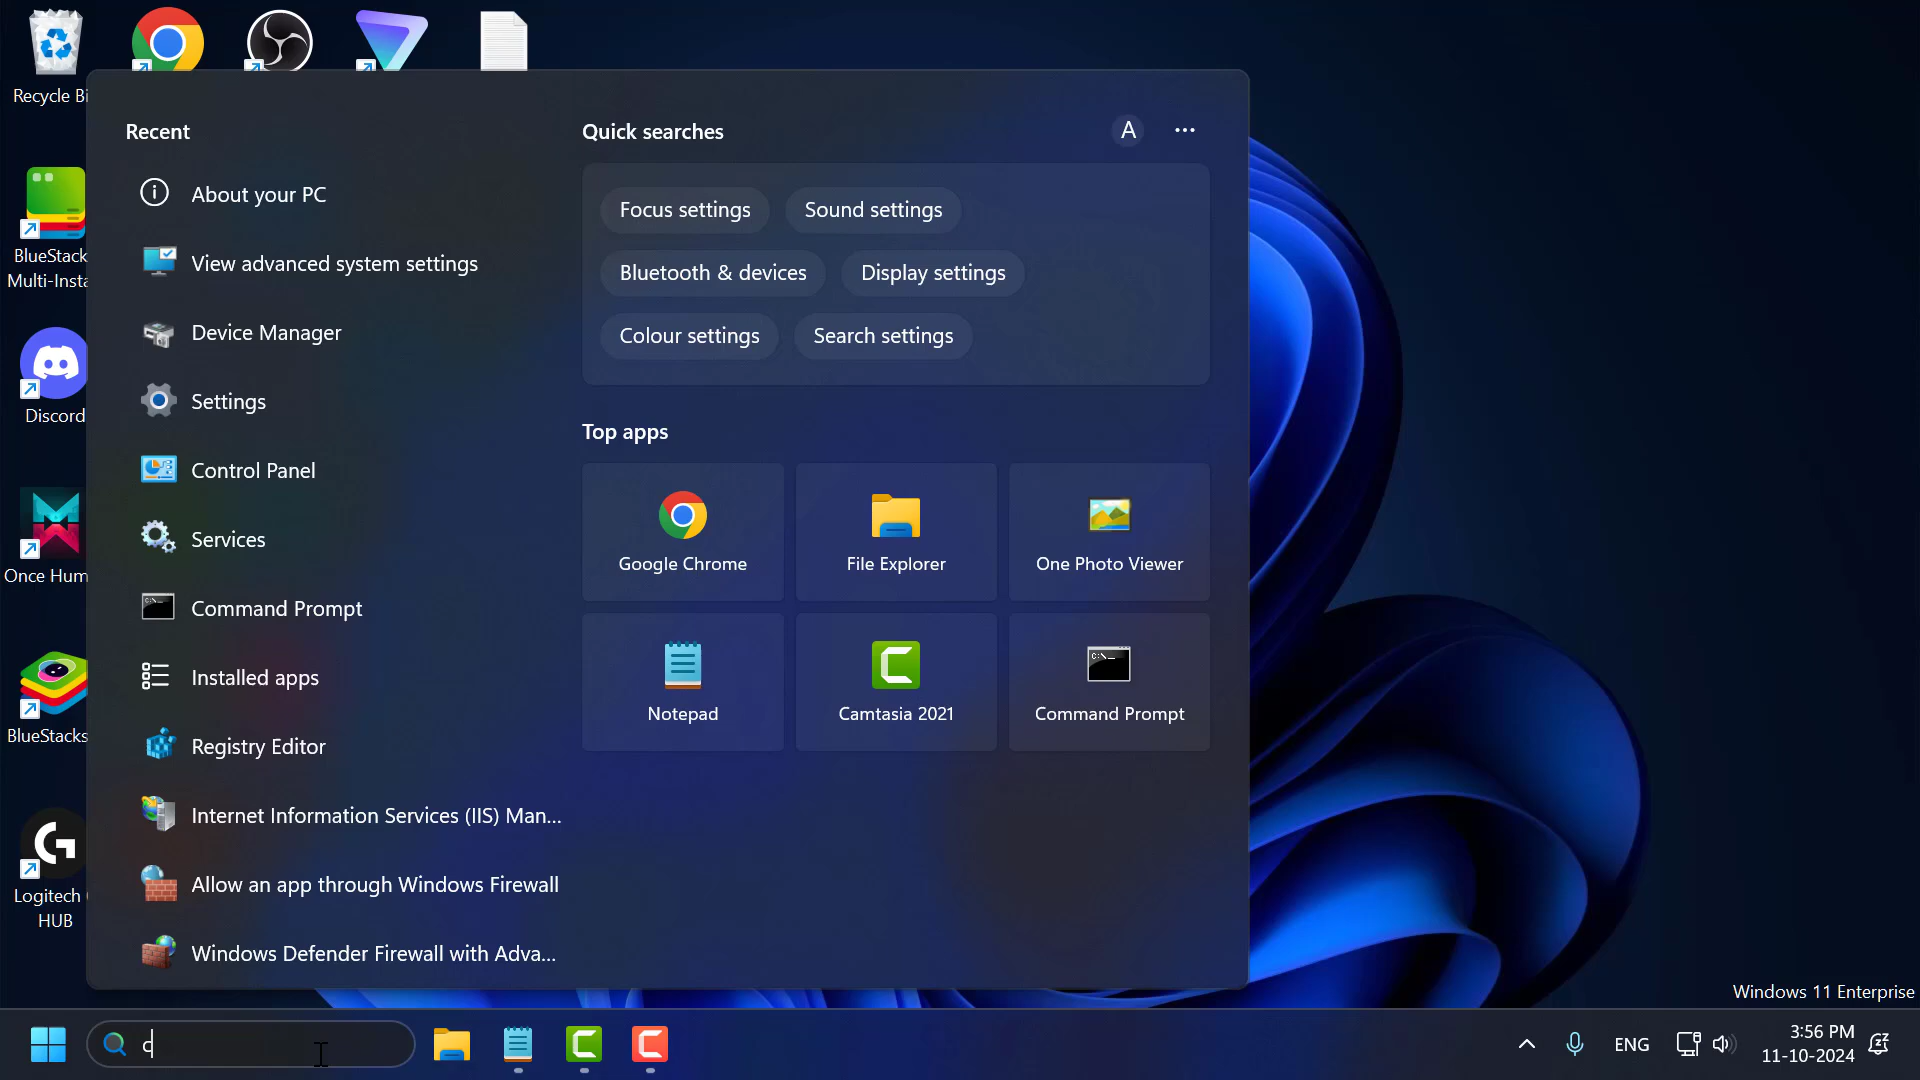 Recycle Bi
Recent
Quick searches
A
About your PC
Focus settings
Sound settings
View advanced system settings
Bluetooth & devices
Display settings
BlueStack
Multi-Insta
Device Manager
Colour settings
Search settings
Settings
Discord
Top apps
Control Panel
Services
Google Chrome
File Explorer
One Photo Viewer
Once Hum
Command Prompt
Installed apps
Notepad
Camtasia 2021
Command Prompt
BlueStacks
Registry Editor
Internet Information Services (IIS) Man...
Allow an app through Windows Firewall
Logitech
HUB
Windows Defender Firewall with Adva...
Windows 11 Enterprise
c
ENG
3:56 PM
11-10-2024